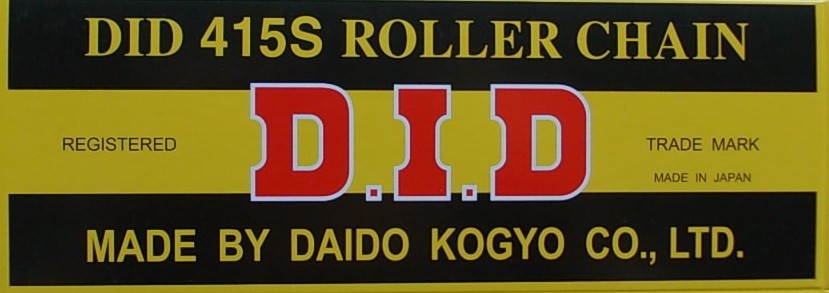 DID 415S ROLLER CHAIN
D.I.D
REGISTERED
TRADE MARK
MADE IN JAPAN
MADE BY DAIDO KOGYO CO., LTD.